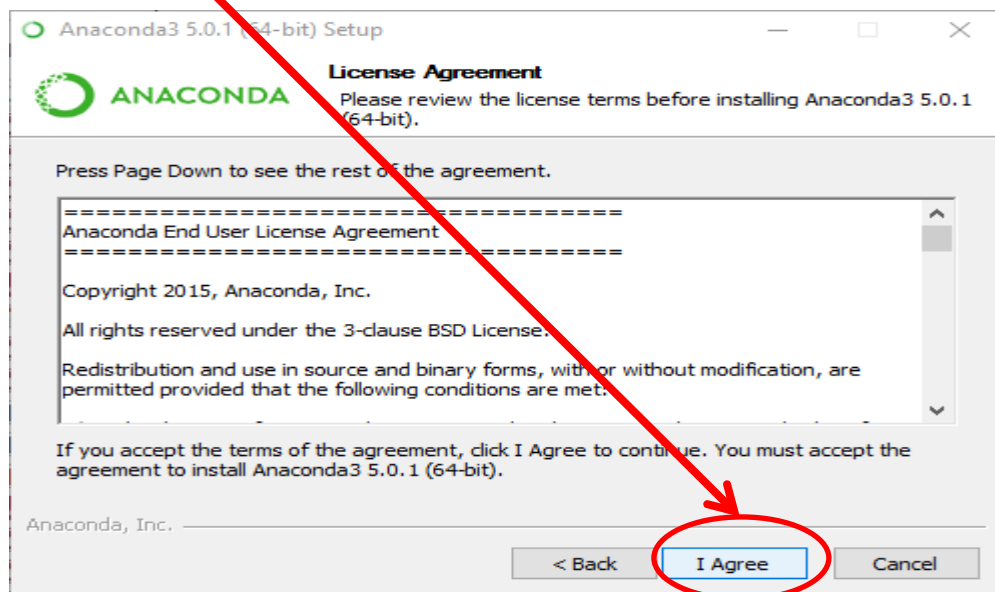 Anaconda3 5.0.1 (64-bit) Setup
ANACONDA
License Agreement
Please review the license terms before installing Anaconda3 5.0.1
(64-bit).
Press Page Down to see the rest of the agreement.
===================================
Anaconda End User License Agreement
===================================
Copyright 2015, Anaconda, Inc.
All rights reserved under the 3-clause BSD License:
Redistribution and use in source and binary forms, with or without modification, are
permitted provided that the following conditions are met:
If you accept the terms of the agreement, click I Agree to continue. You must accept the
agreement to install Anaconda3 5.0.1 (64-bit).
Anaconda, Inc.
< Back
I Agree
Cancel